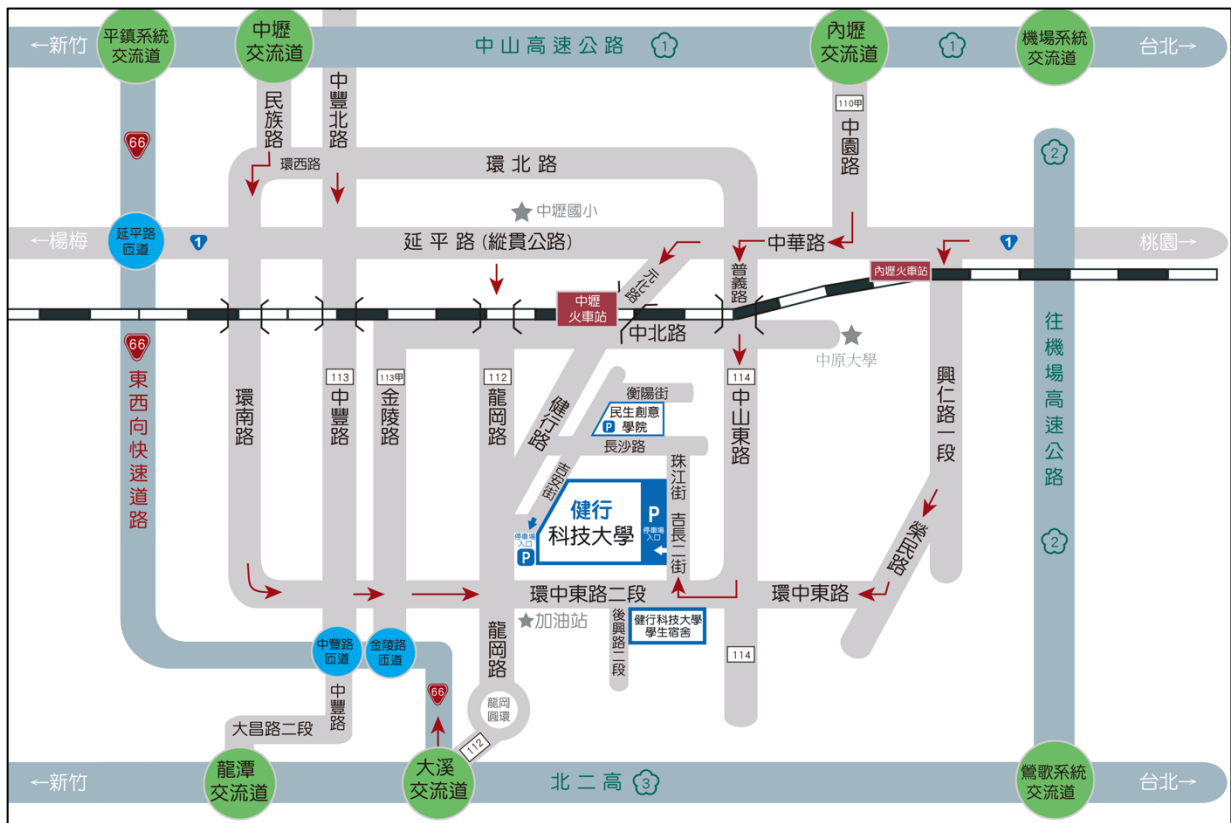 ←新竹
平鎮系統
交流道
中壢
交流道
中山高速公路
1
內壢
交流道
1
機場系統
交流道
台北→
66
民族路
中豐北路
110甲
中園路
2
環西路
環北路
中壢國小
←楊梅
延平路
匝道
1
延平路(縱貫公路)
中華路
1
桃園→
元化路
普義路
內壢火車站
中壢
火車站
中北路
中原大學
66
東西向快速道路
環南路
113
中豐路
113甲
金陵路
112
龍岡路
健行路
衡陽街
民生創意
學院
P
長沙路
吉安街
珠江街
吉長二街
114
中山東路
興仁路一段
往機場高速公路
2
健行
科技大學
P
停車場
入口
停車場
入口
P
榮民路
環中東路二段
環中東路
加油站
後興路二段
健行科技大學
學生宿舍
龍岡路
114
中豐路
匝道
金陵路
匝道
66
中豐路
龍岡
圓環
112
大昌路二段
←新竹
龍潭
交流道
大溪
交流道
北二高
3
鶯歌系統
交流道
台北→